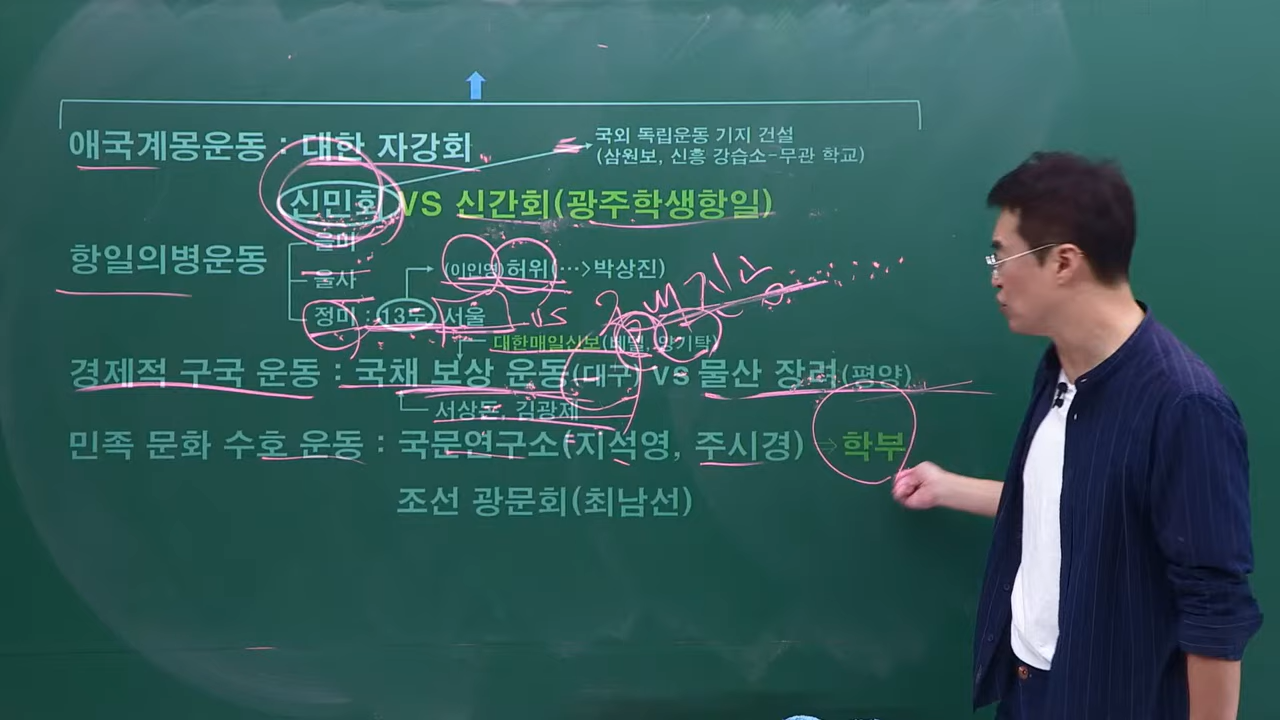 국외 독립운동 기지 건설
애국계몽운동 : 대한 자강회
(삼원보, 신흥 강습소-무관 학교)
신민회 VS 신간회(광주학생항일)
을미
항일의병운동
(이인영)허위(…>박상진)
을사
정미 : 13도 서울
VS
대한매일신보(베델, 양기탁)
경제적 구국 운동 : 국채 보상 운동(대구) VS 물산 장려(평양)
서상돈, 김광제
민족 문화 수호 운동 : 국문연구소(지석영, 주시경) → 학부
조선 광문회(최남선)